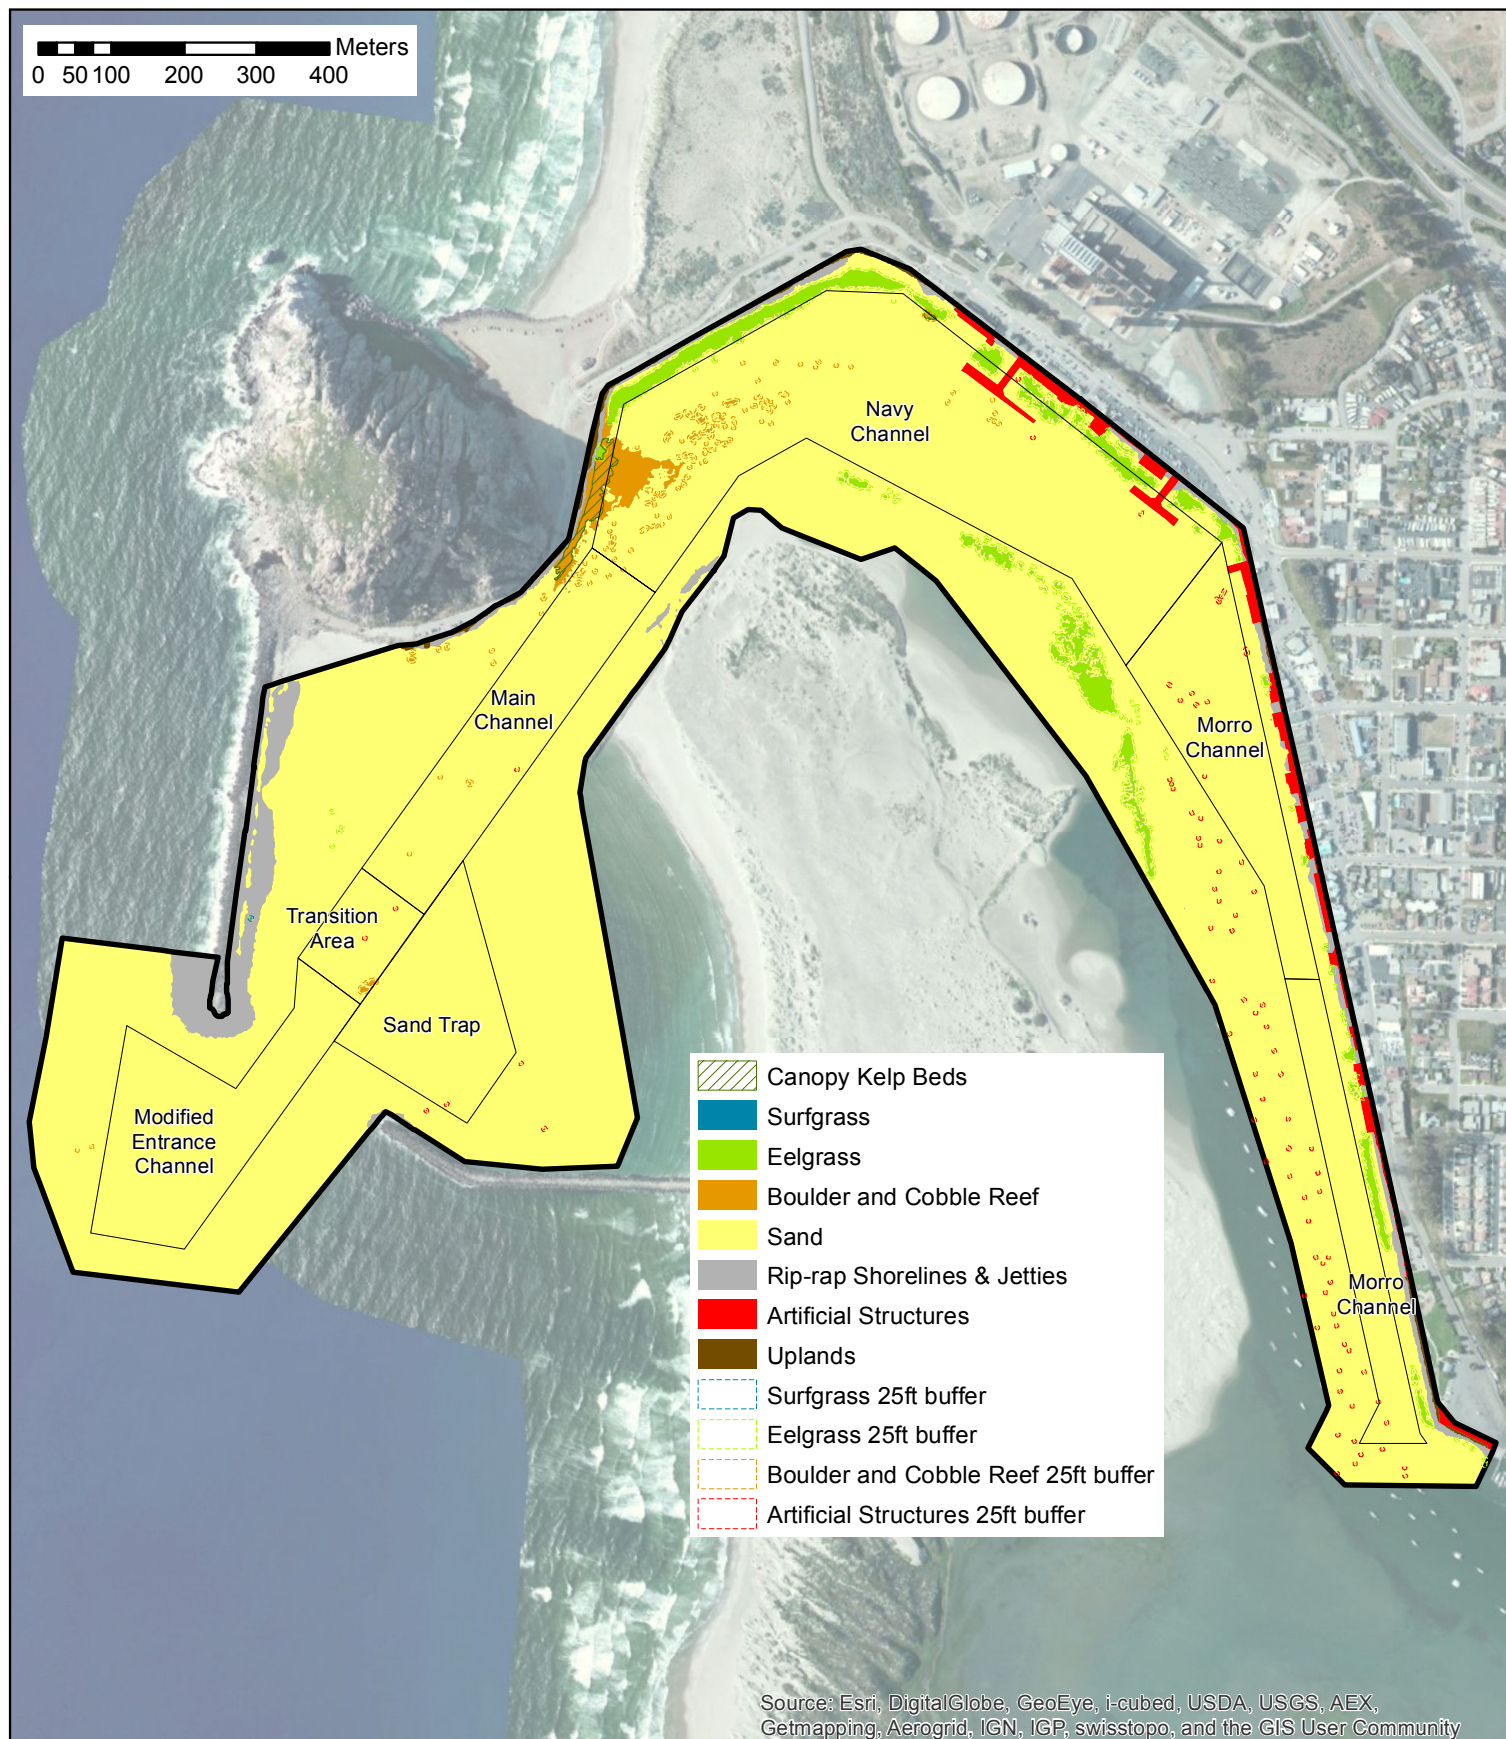 Meters
0 50 100 200 300 400
Navy
Channel
Main
Channel
Morro
Channel
Transition
Area
Sand Trap
Modified
Entrance
Channel
Morro
Channel
Canopy Kelp Beds
Surfgrass
Eelgrass
Boulder and Cobble Reef
Sand
Rip-rap Shorelines & Jetties
Artificial Structures
Uplands
Surfgrass 25ft buffer
Eelgrass 25ft buffer
Boulder and Cobble Reef 25ft buffer
Artificial Structures 25ft buffer
Source: Esri, DigitalGlobe, GeoEye, i-cubed, USDA, USGS, AEX,
Getmapping, Aerogrid, IGN, IGP, swisstopo, and the GIS User Community